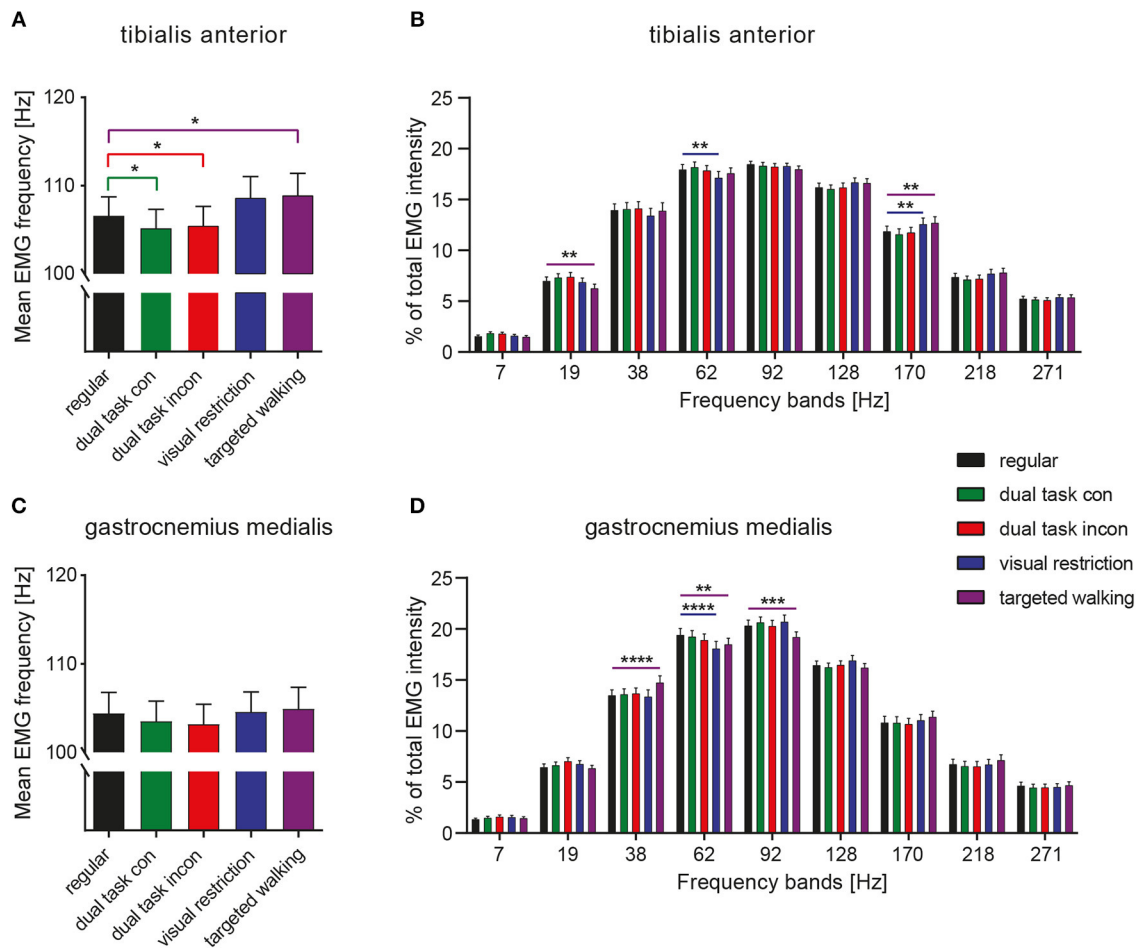 A
tibialis anterior
Mean EMG frequency [Hz]
120
110
100
*
*
*
regular
dual task con
dual task incon
visual restriction
targeted walking
B
tibialis anterior
% of total EMG intensity
25
20
15
10
5
0
**
**
**
**
7 19 38 62 92 128 170 218 271
Frequency bands [Hz]
regular
dual task con
dual task incon
visual restriction
targeted walking
C
gastrocnemius medialis
Mean EMG frequency [Hz]
120
110
100
regular
dual task con
dual task incon
visual restriction
targeted walking
D
gastrocnemius medialis
% of total EMG intensity
25
20
15
10
5
0
****
**
****
***
7 19 38 62 92 128 170 218 271
Frequency bands [Hz]